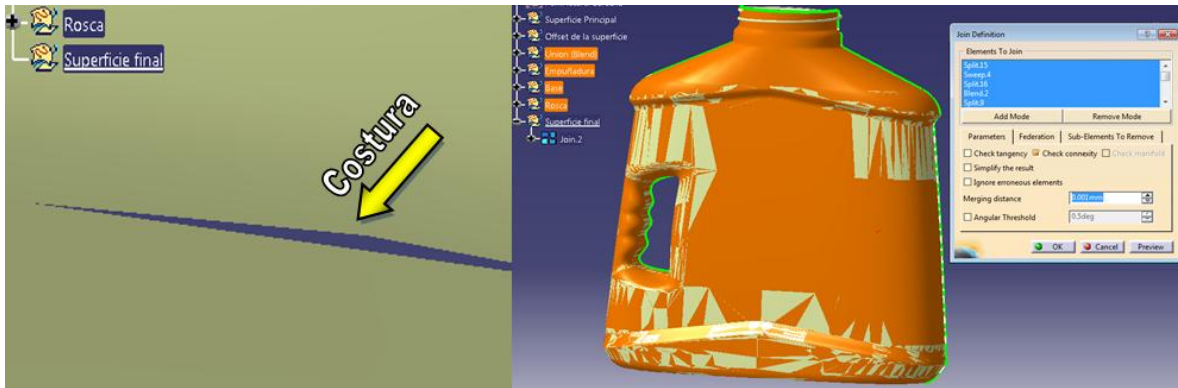 Rosca
Superficie final
Costura
Superficie Principal
Offset de la superficie
Union (Blend)
Empuñadura
Base
Rosca
Superficie final
Join.2
Join Definition
Elements To Join
Split.15
Sweep.4
Split.16
Blend.2
Split.9
Add Mode Remove Mode
Parameters Federation Sub-Elements To Remove
Check tangency Check connexity Check manifold
Simplify the result
Ignore erroneous elements
Merging distance 0.001mm
Angular Threshold 0.5deg
OK Cancel Preview